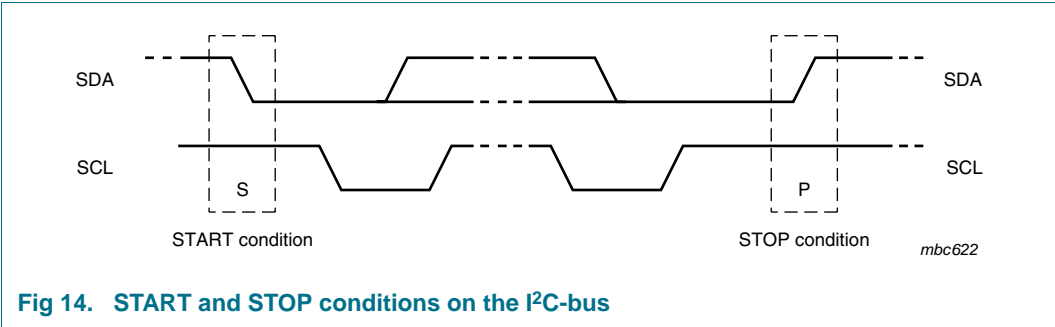 SDA SDA
SCL SCL
S P
START condition STOP condition
mbc622
Fig 14. START and STOP conditions on the I²C-bus